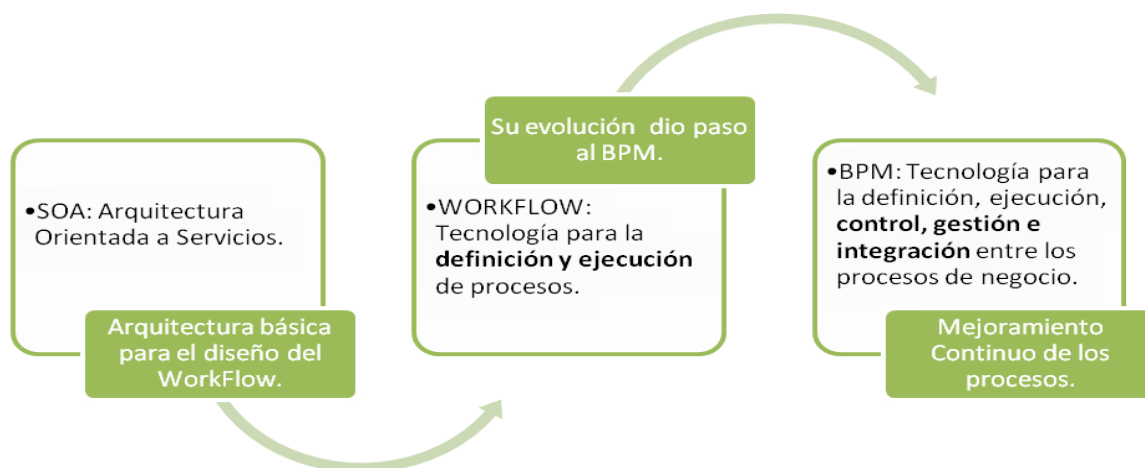 •SOA: Arquitectura
Orientada a Servicios.
Arquitectura básica
para el diseño del
WorkFlow.
Su evolución dio paso
al BPM.
•WORKFLOW:
Tecnología para la
definición y ejecución
de procesos.
•BPM: Tecnología para
la definición, ejecución,
control, gestión e
integración entre los
procesos de negocio.
Mejoramiento
Continuo de los
procesos.